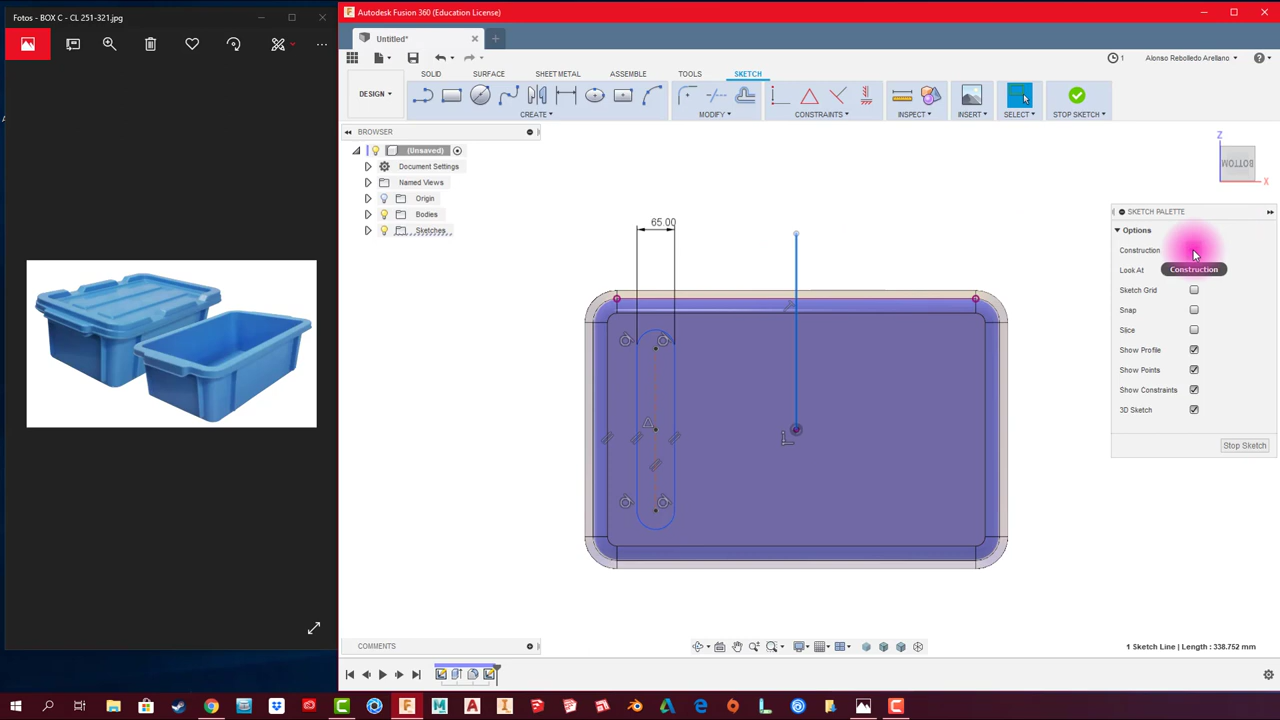 Fotos - BOX C - CL 251-321.jpg
Autodesk Fusion 360 (Education License)
Untitled*
Alonso Rebolledo Arellano
1
DESIGN
SOLID
SURFACE
SHEET METAL
ASSEMBLE
TOOLS
SKETCH
CREATE
MODIFY
CONSTRAINTS
INSPECT
INSERT
SELECT
STOP SKETCH
BROWSER
(Unsaved)
Document Settings
Named Views
Origin
Bodies
Sketches
65.00
Z
BOTTOM
X
SKETCH PALETTE
Options
Construction
Look At
Construction
Sketch Grid
Snap
Slice
Show Profile
Show Points
Show Constraints
3D Sketch
Stop Sketch
COMMENTS
1 Sketch Line | Length : 338.752 mm